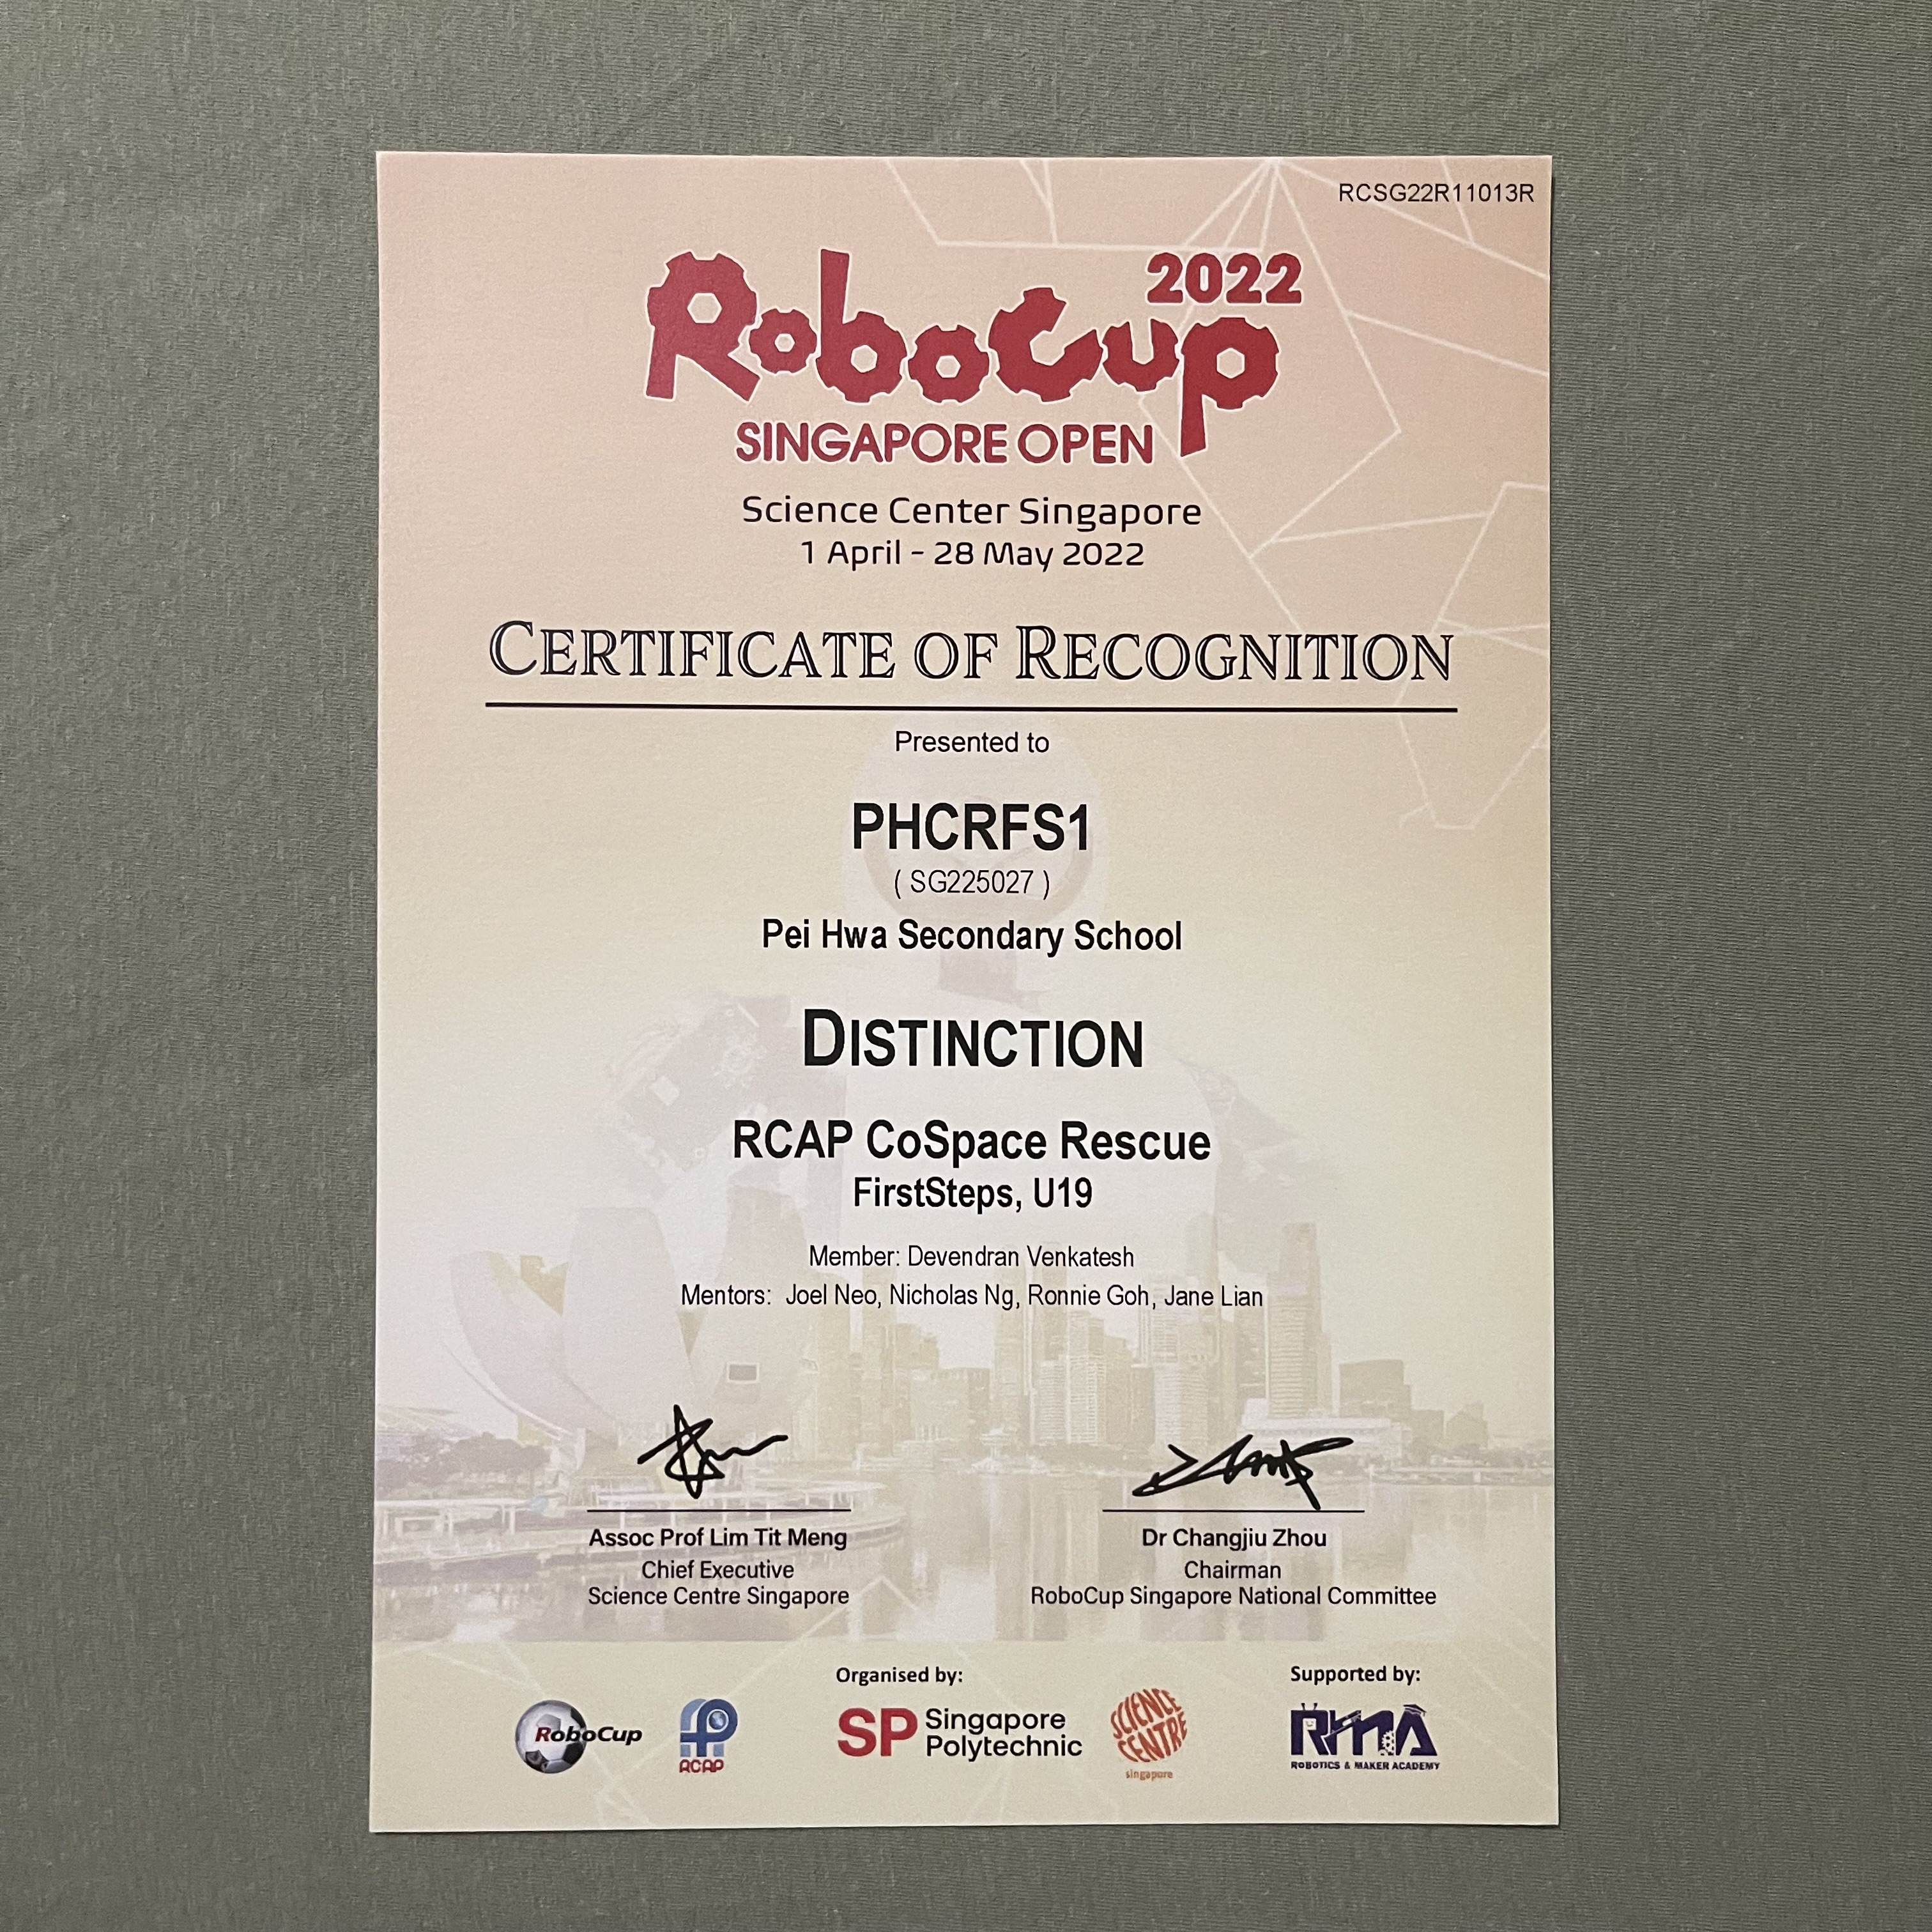 RCSG22R11013R
RoboCup 2022
SINGAPORE OPEN
Science Center Singapore
1 April - 28 May 2022
CERTIFICATE OF RECOGNITION
Presented to
PHCRFS1
( SG225027 )
Pei Hwa Secondary School
DISTINCTION
RCAP CoSpace Rescue
FirstSteps, U19
Member: Devendran Venkatesh
Mentors: Joel Neo, Nicholas Ng, Ronnie Goh, Jane Lian
Assoc Prof Lim Tit Meng
Chief Executive
Science Centre Singapore
Dr Changjiu Zhou
Chairman
RoboCup Singapore National Committee
Organised by:
Supported by:
RoboCup
RCAP
SP Singapore Polytechnic
SCIENCE CENTRE
singapore
RMA
ROBOTICS & MAKER ACADEMY